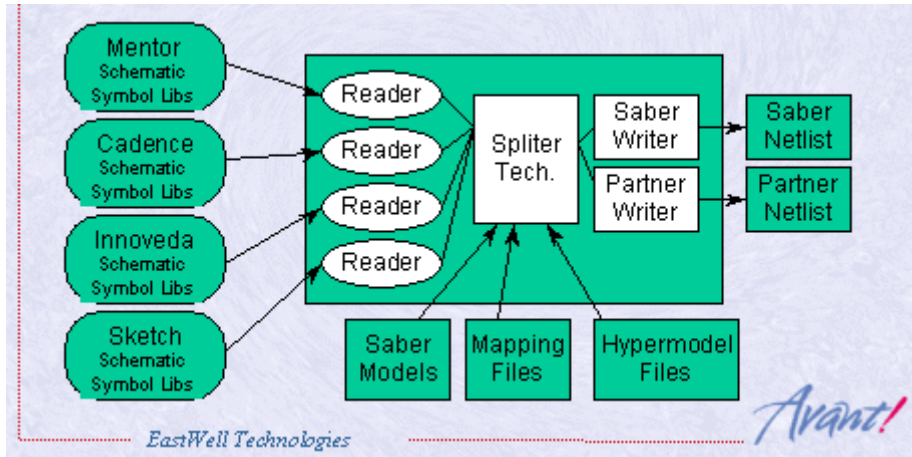 Mentor
Schematic
Symbol Libs
Cadence
Schematic
Symbol Libs
Innoveda
Schematic
Symbol Libs
Sketch
Schematic
Symbol Libs
Reader
Reader
Reader
Reader
Spliter
Tech.
Saber
Writer
Partner
Writer
Saber
Netlist
Partner
Netlist
Saber
Models
Mapping
Files
Hypermodel
Files
EastWell Technologies
Avant!